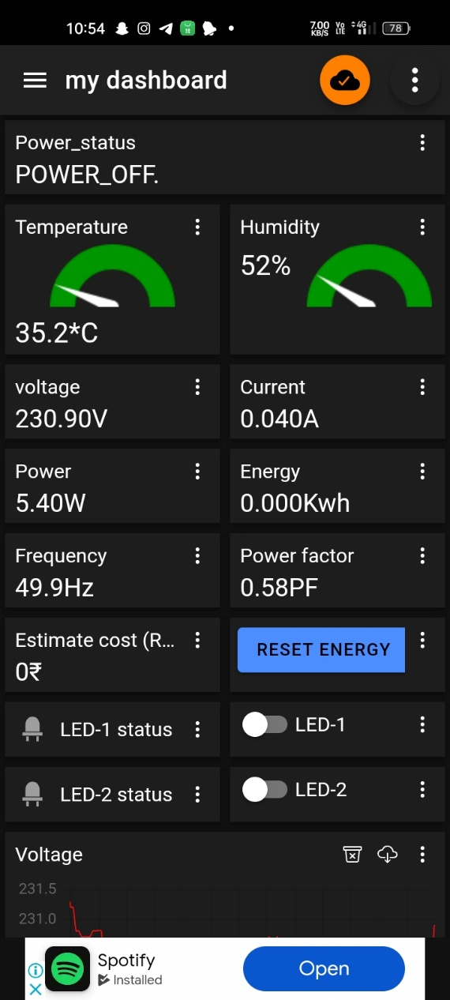 10:54
7.00 KB/S Vo LTE 4G 78
my dashboard
Power_status
POWER_OFF.
Temperature
35.2*C
Humidity
52%
voltage
230.90V
Current
0.040A
Power
5.40W
Energy
0.000Kwh
Frequency
49.9Hz
Power factor
0.58PF
Estimate cost (R...
0₹
RESET ENERGY
LED-1 status
LED-1
LED-2 status
LED-2
Voltage
231.5
231.0
Spotify
Installed
Open